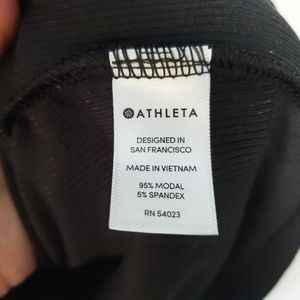 ATHLETA
DESIGNED IN
SAN FRANCISCO
MADE IN VIETNAM
95% MODAL
5% SPANDEX
RN 54023